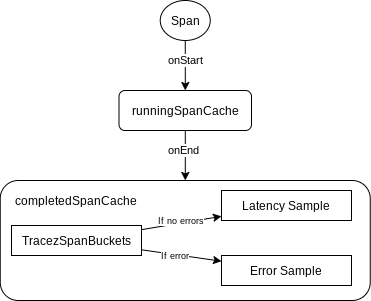 Span
onStart
runningSpanCache
onEnd
completedSpanCache
Latency Sample
If no errors
TracezSpanBuckets
If error
Error Sample